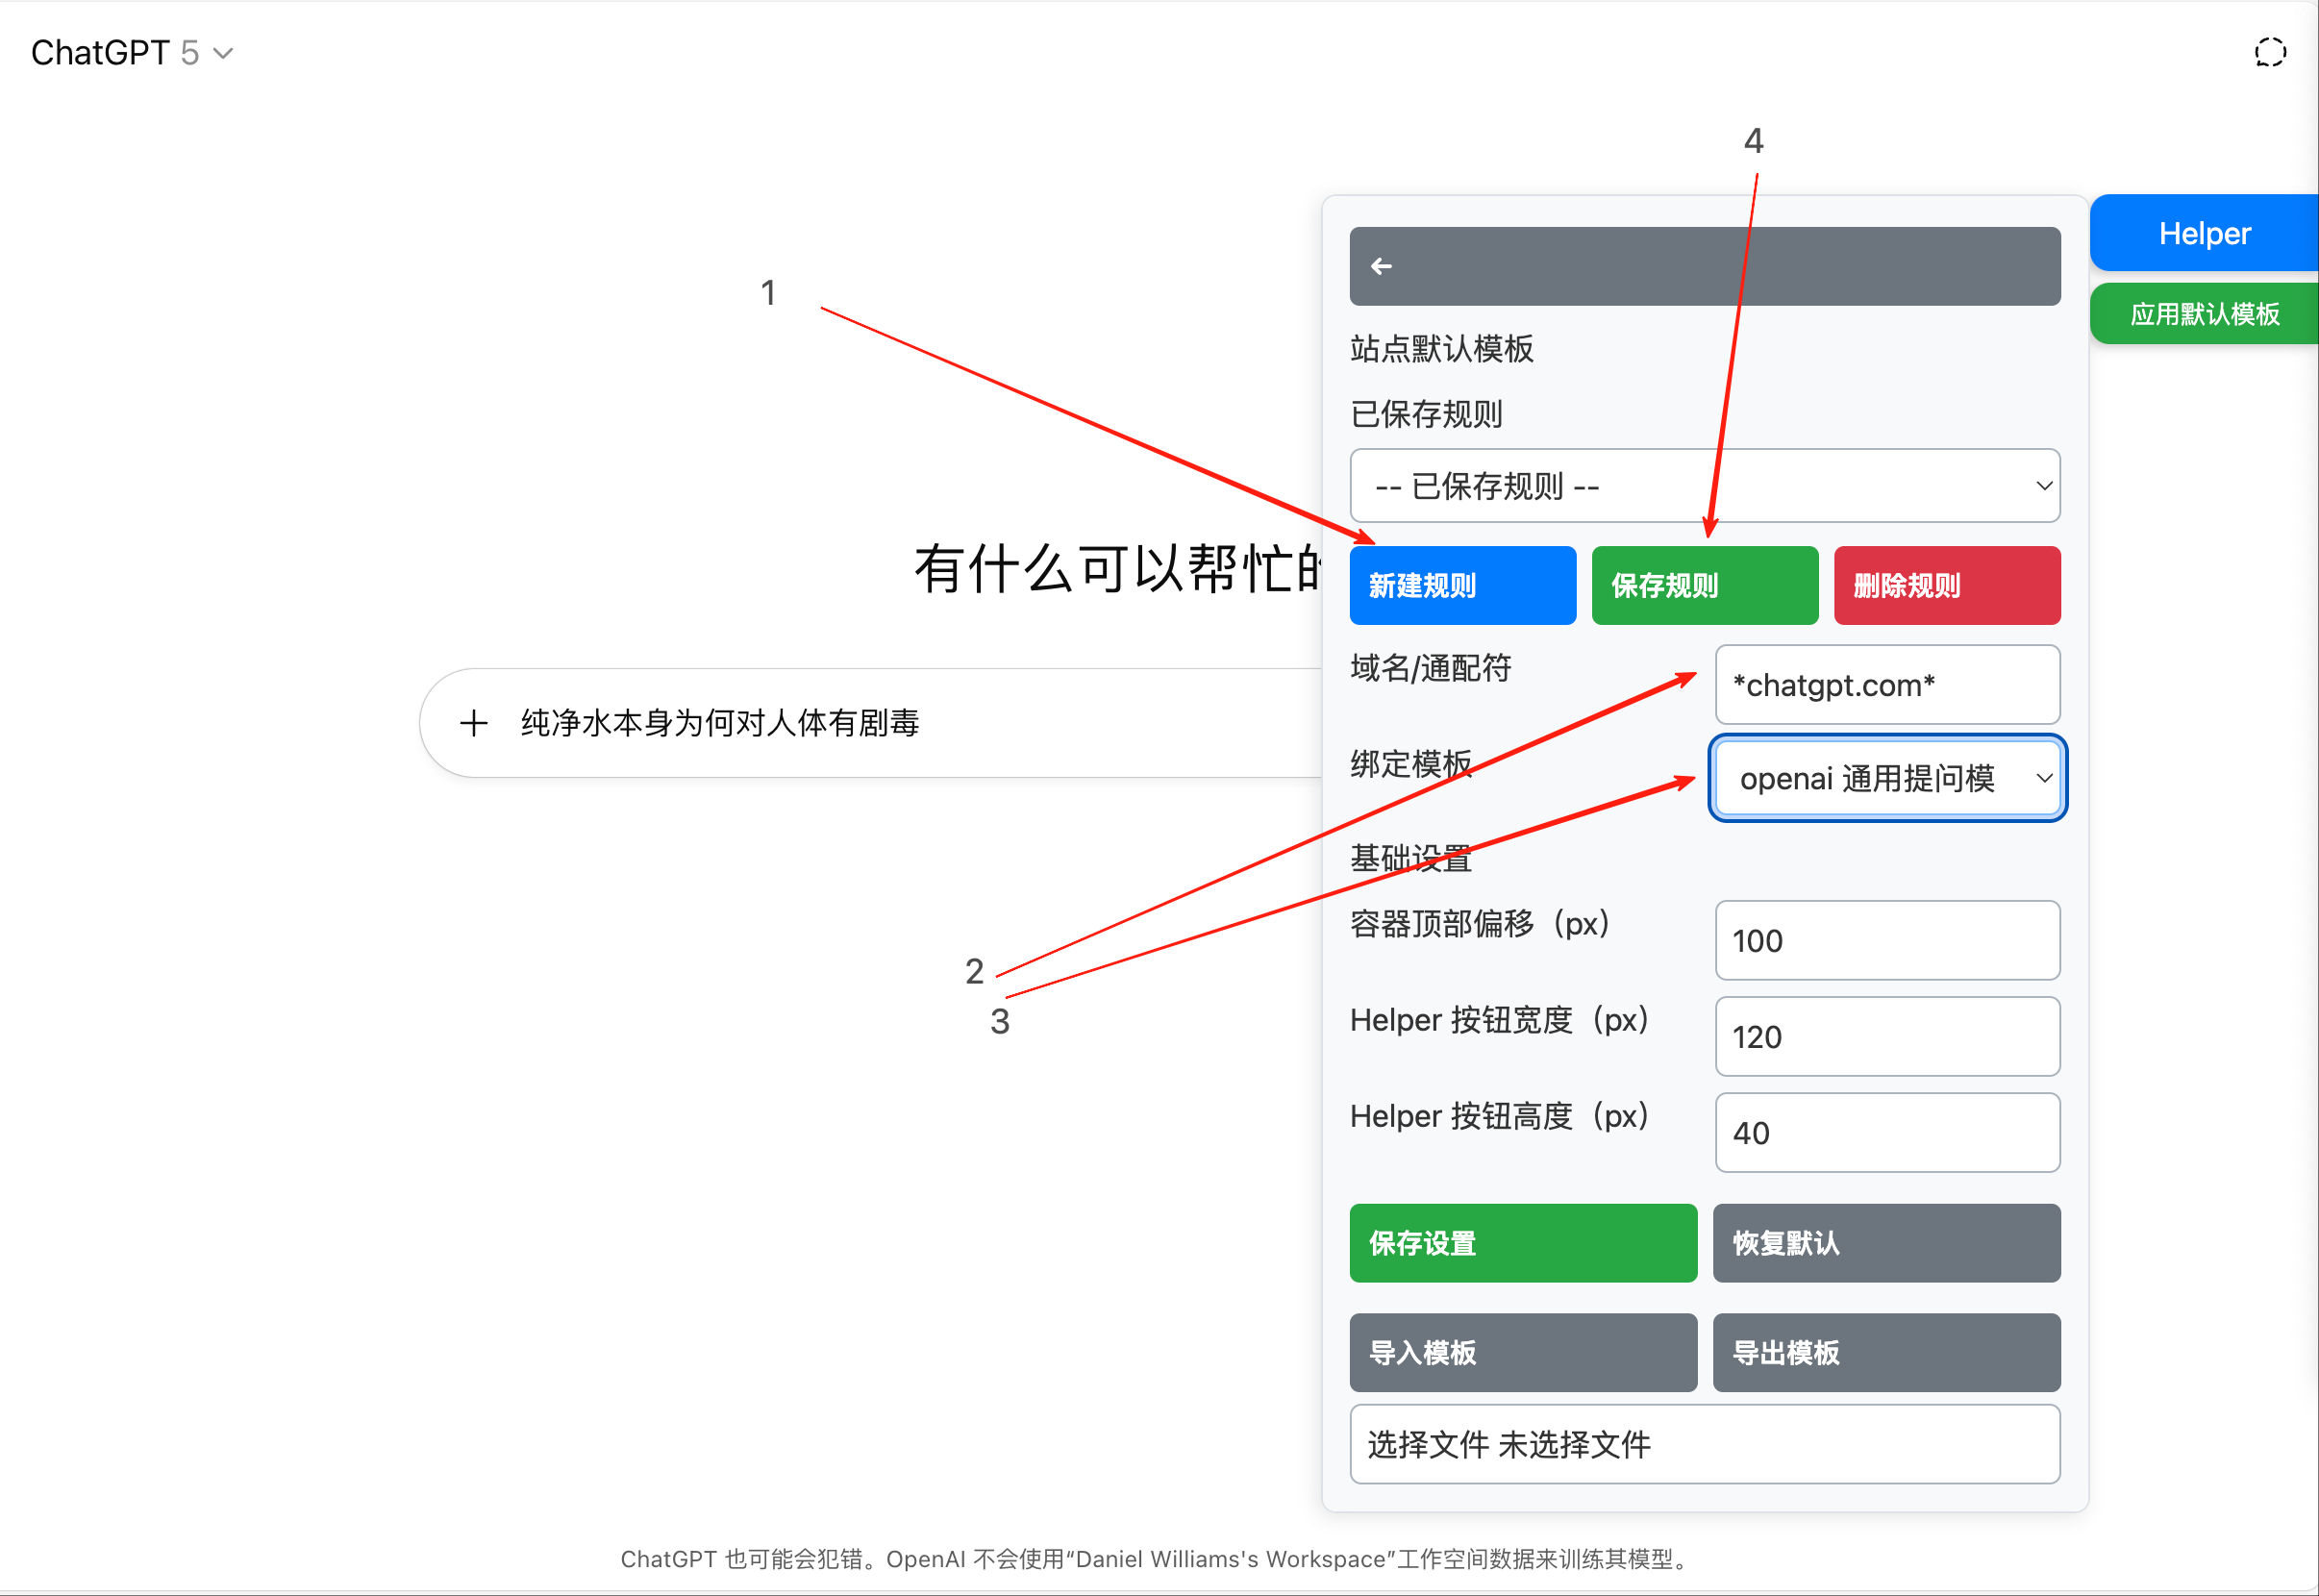 ChatGPT 5
4
Helper
1
应用默认模板
站点默认模板
已保存规则
-- 已保存规则 --
有什么可以帮忙的
新建规则 保存规则 删除规则
域名/通配符 *chatgpt.com*
纯净水本身为何对人体有剧毒
绑定模板 openai 通用提问模
基础设置
容器顶部偏移（px） 100
2
3
Helper 按钮宽度（px） 120
Helper 按钮高度（px） 40
保存设置 恢复默认
导入模板 导出模板
选择文件 未选择文件
ChatGPT 也可能会犯错。OpenAI 不会使用“Daniel Williams's Workspace”工作空间数据来训练其模型。